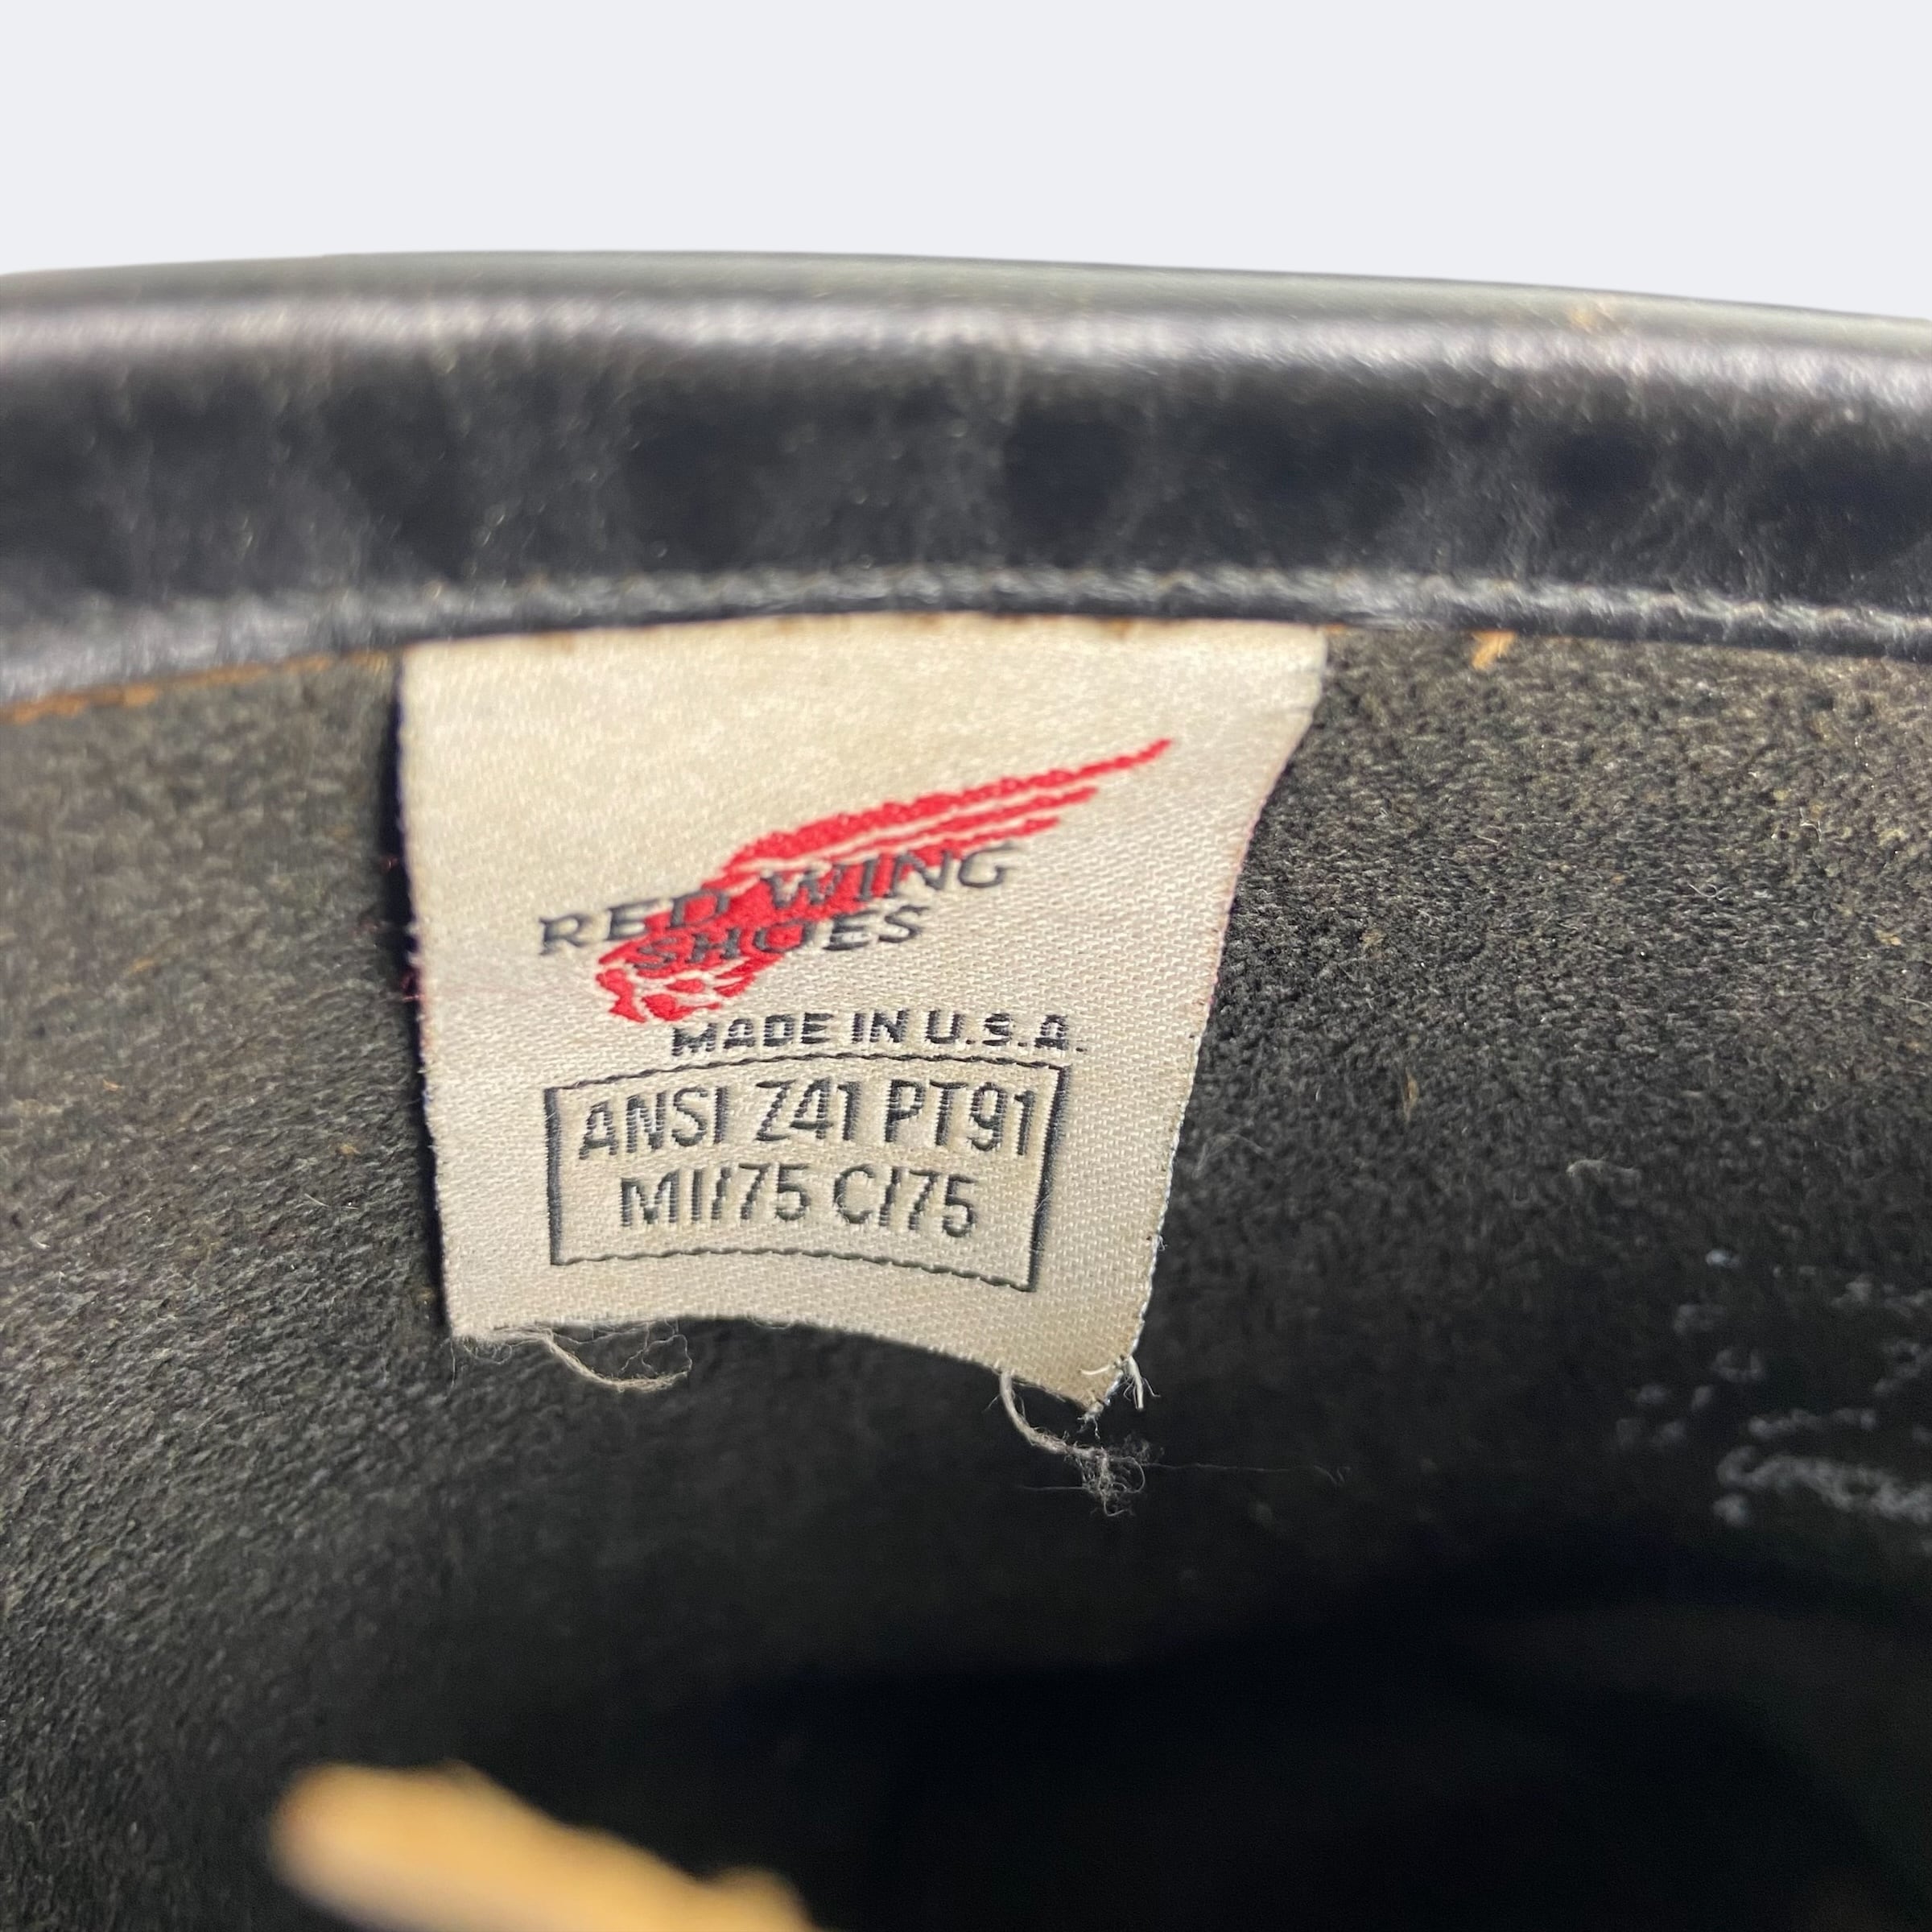 RED WING
SHOES
MADE IN U.S.A.
ANSI Z41 PT91
MI/75 C/75